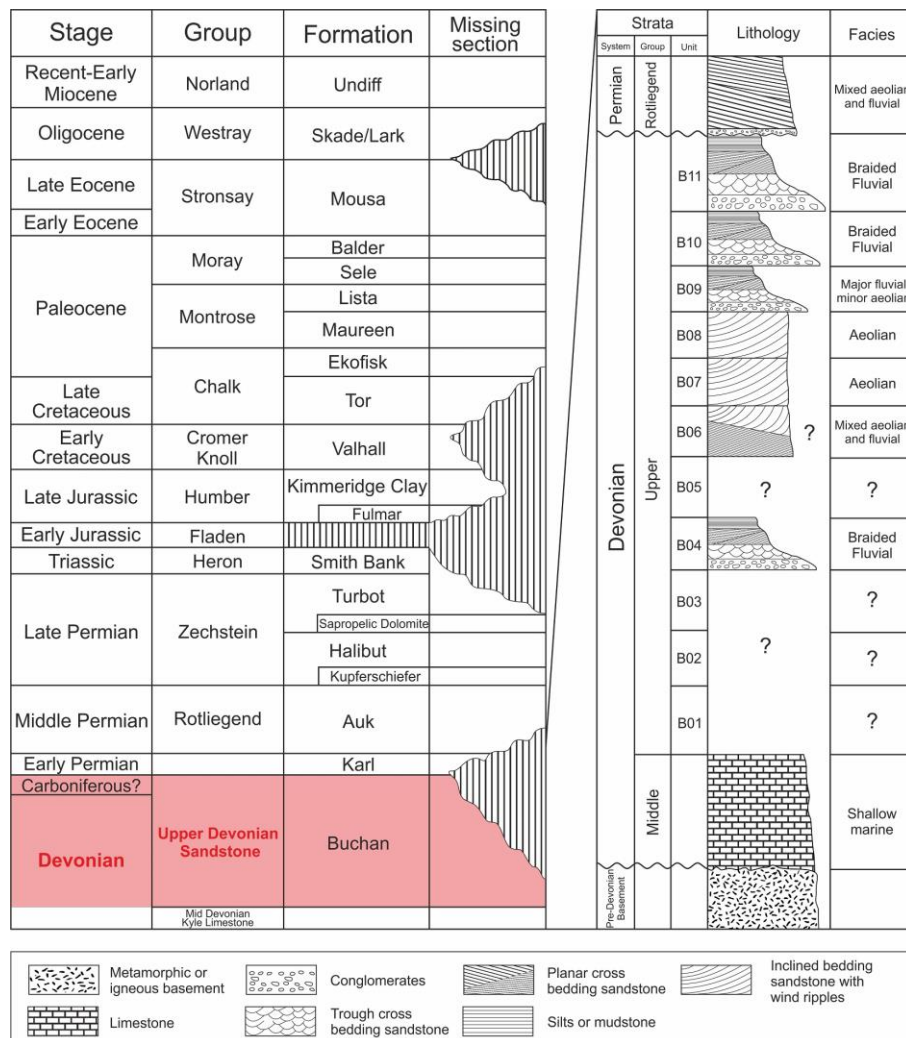 Stage
Group
Formation
Missing
section
Recent-Early
Miocene
Norland
Undiff
Oligocene
Westray
Skade/Lark
Late Eocene
Early Eocene
Stronsay
Mousa
Paleocene
Moray
Balder
Sele
Montrose
Lista
Maureen
Chalk
Ekofisk
Late
Cretaceous
Tor
Early
Cretaceous
Cromer
Knoll
Valhall
Late Jurassic
Humber
Kimmeridge Clay
Fulmar
Early Jurassic
Fladen
Triassic
Heron
Smith Bank
Late Permian
Zechstein
Turbot
Sapropelic Dolomite
Halibut
Kupferschiefer
Middle Permian
Rotliegend
Auk
Early Permian
Karl
Carboniferous?
Devonian
Upper Devonian
Sandstone
Buchan
Mid Devonian
Kyle Limestone
Strata
System
Group
Unit
Lithology
Facies
Permian
Rotliegend
Mixed aeolian
and fluvial
Devonian
Upper
B11
Braided
Fluvial
B10
Braided
Fluvial
B09
Major fluvial
minor aeolian
B08
Aeolian
B07
Aeolian
B06
?
Mixed aeolian
and fluvial
B05
?
?
B04
Braided
Fluvial
B03
?
B02
?
?
B01
?
Middle
Shallow
marine
Pre-Devonian
Basement
Metamorphic or
igneous basement
Conglomerates
Planar cross
bedding sandstone
Inclined bedding
sandstone with
wind ripples
Limestone
Trough cross
bedding sandstone
Silts or mudstone